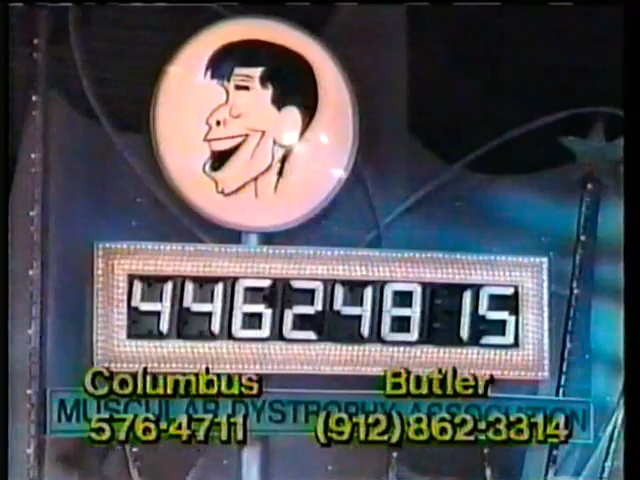 44624815
Columbus Butler
MUSCULAR DYSTROPHY ASSOCIATION
576-4711 (912) 862-3314